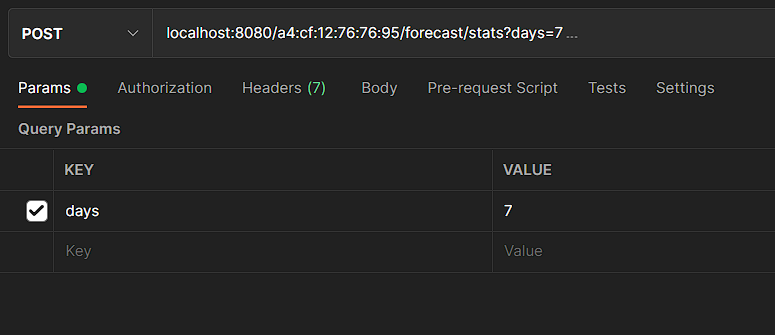 POST localhost:8080/a4:cf:12:76:76:95/forecast/stats?days=7 ...
Params Authorization Headers (7) Body Pre-request Script Tests Settings
Query Params
KEY VALUE
days 7
Key Value